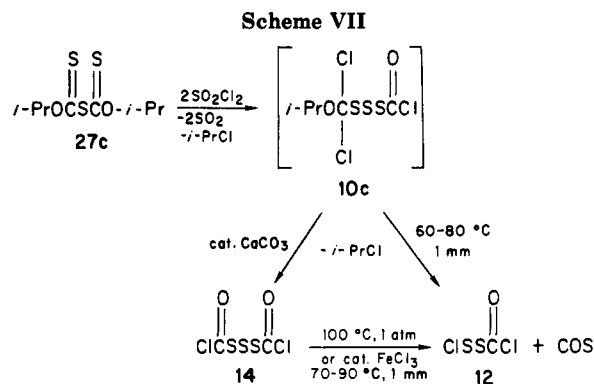 Scheme VII
S S
i-PrOCSCO-i-Pr
27c
2SO2Cl2
-2SO2
-i-PrCl
Cl O
i-PrOCSSSCCl
Cl
10c
cat. CaCO3
- i-PrCl
60-80 °C
1 mm
O O
ClCSSSCCl
14
100 °C, 1 atm
or cat. FeCl3
70-90 °C, 1 mm
O
ClSSCCl + COS
12